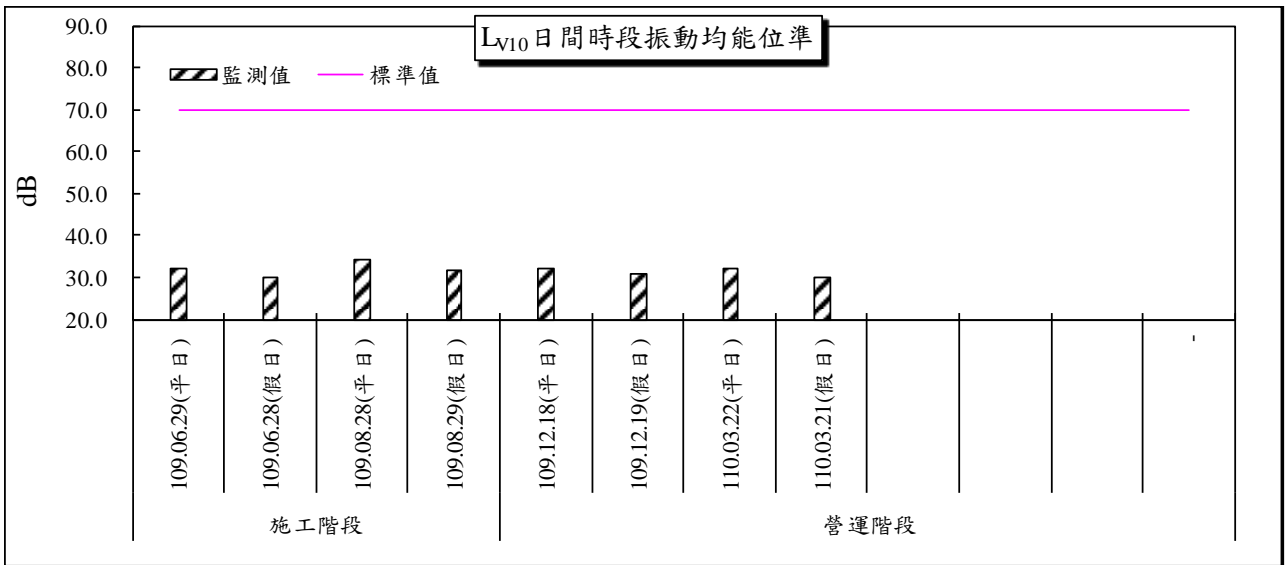 LV10日間時段振動均能位準
監測值
標準值
90.0
80.0
70.0
60.0
50.0
40.0
30.0
20.0
dB
109.06.29(平日)
109.06.28(假日)
109.08.28(平日)
109.08.29(假日)
109.12.18(平日)
109.12.19(假日)
110.03.22(平日)
110.03.21(假日)
施工階段
營運階段